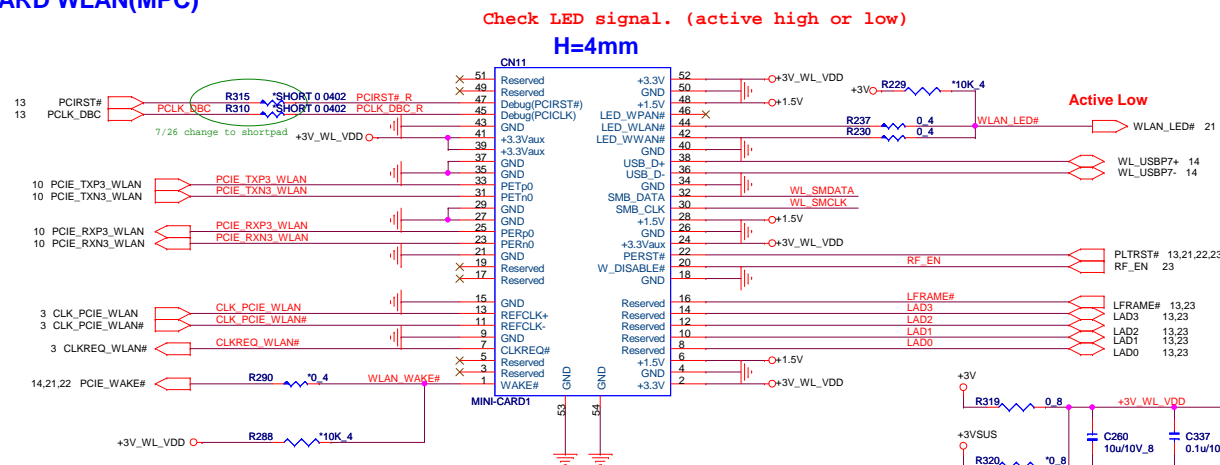 CARD WLAN(MPC)
Check LED signal. (active high or low)
H=4mm
CN11
51 Reserved +3.3V 52 +3V_WL_VDD
49 Reserved GND 50
13 PCIRST# R315 *SHORT 0 0402 PCIRST#_R 47 Debug(PCIRST#) +1.5V 48 +1.5V
13 PCLK_DBC PCLK_DBC R310 *SHORT 0 0402 PCLK_DBC_R 45 Debug(PCICLK) LED_WPAN# 46
7/26 change to shortpad
R229 *10K_4 +3V
Active Low
43 GND LED_WLAN# 44 R237 0_4 WLAN_LED# WLAN_LED# 21
+3V_WL_VDD 41 +3.3Vaux LED_WWAN# 42 R230 0_4
39 +3.3Vaux GND 40
37 GND USB_D+ 38 WL_USBP7+ 14
35 GND USB_D- 36 WL_USBP7- 14
10 PCIE_TXP3_WLAN PCIE_TXP3_WLAN 33 PETp0 GND 34
10 PCIE_TXN3_WLAN PCIE_TXN3_WLAN 31 PETn0 SMB_DATA 32 WL_SMDATA
29 GND SMB_CLK 30 WL_SMCLK
27 GND +1.5V 28 +1.5V
10 PCIE_RXP3_WLAN PCIE_RXP3_WLAN 25 PERp0 GND 26
10 PCIE_RXN3_WLAN PCIE_RXN3_WLAN 23 PERn0 +3.3Vaux 24 +3V_WL_VDD
21 GND PERST# 22 PLTRST# 13,21,22,23
19 Reserved W_DISABLE# 20 RF_EN RF_EN 23
17 Reserved GND 18
15 GND Reserved 16 LFRAME# LFRAME# 13,23
3 CLK_PCIE_WLAN CLK_PCIE_WLAN 13 REFCLK+ Reserved 14 LAD3 LAD3 13,23
3 CLK_PCIE_WLAN# CLK_PCIE_WLAN# 11 REFCLK- Reserved 12 LAD2 LAD2 13,23
9 GND Reserved 10 LAD1 LAD1 13,23
3 CLKREQ_WLAN# CLKREQ_WLAN# 7 CLKREQ# Reserved 8 LAD0 LAD0 13,23
5 Reserved +1.5V 6 +1.5V
3 Reserved GND 4
14,21,22 PCIE_WAKE# R290 *0_4 WLAN_WAKE# 1 WAKE# +3.3V 2 +3V_WL_VDD
GND GND
MINI-CARD1
53 54
+3V_WL_VDD R288 *10K_4
+3V
R319 0_8 +3V_WL_VDD
+3VSUS
R320 *0_8
C260
10u/10V_8
C337
0.1u/10